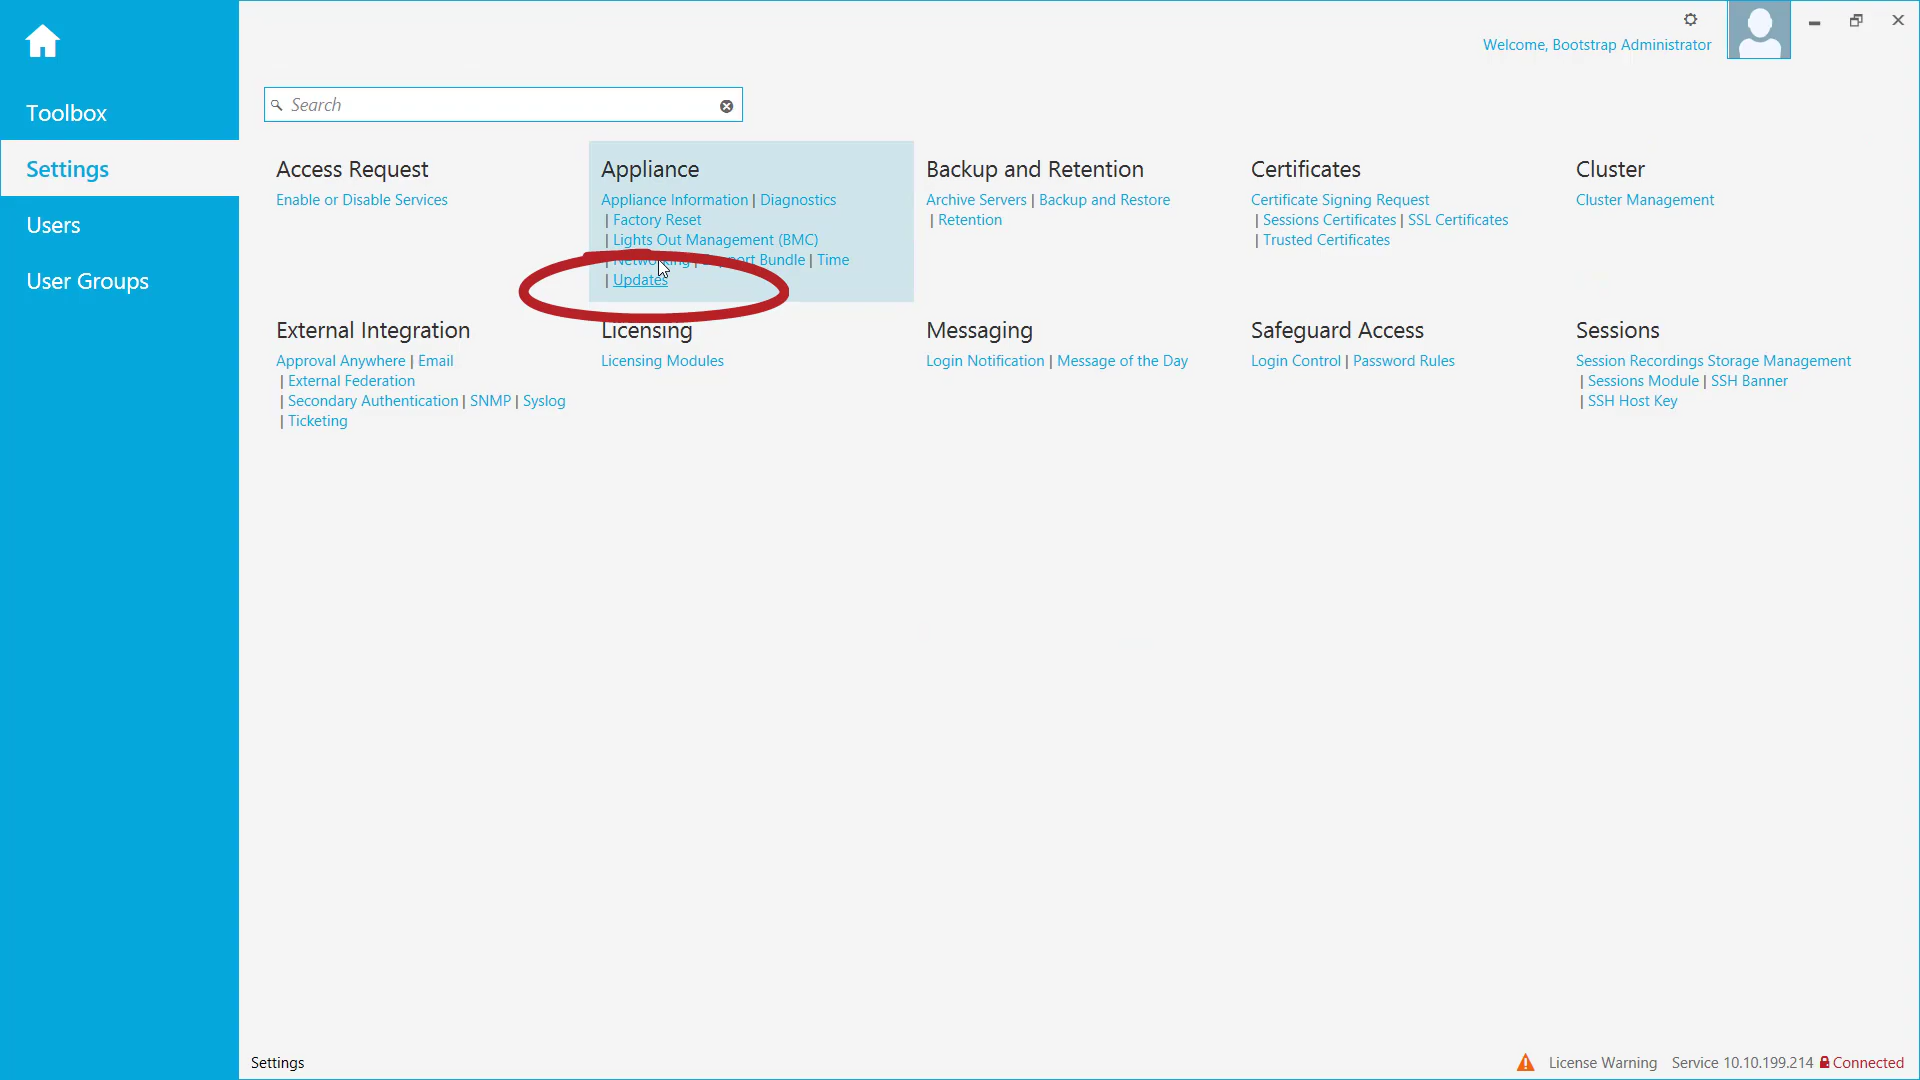 Welcome, Bootstrap Administrator
Toolbox
Settings
Users
User Groups
Search
Access Request
Enable or Disable Services
Appliance
Appliance Information | Diagnostics
| Factory Reset
| Lights Out Management (BMC)
| Networking | Support Bundle | Time
| Updates
Backup and Retention
Archive Servers | Backup and Restore
| Retention
Certificates
Certificate Signing Request
| Sessions Certificates | SSL Certificates
| Trusted Certificates
Cluster
Cluster Management
External Integration
Approval Anywhere | Email
| External Federation
| Secondary Authentication | SNMP | Syslog
| Ticketing
Licensing
Licensing Modules
Messaging
Login Notification | Message of the Day
Safeguard Access
Login Control | Password Rules
Sessions
Session Recordings Storage Management
| Sessions Module | SSH Banner
| SSH Host Key
Settings
License Warning Service 10.10.199.214 Connected